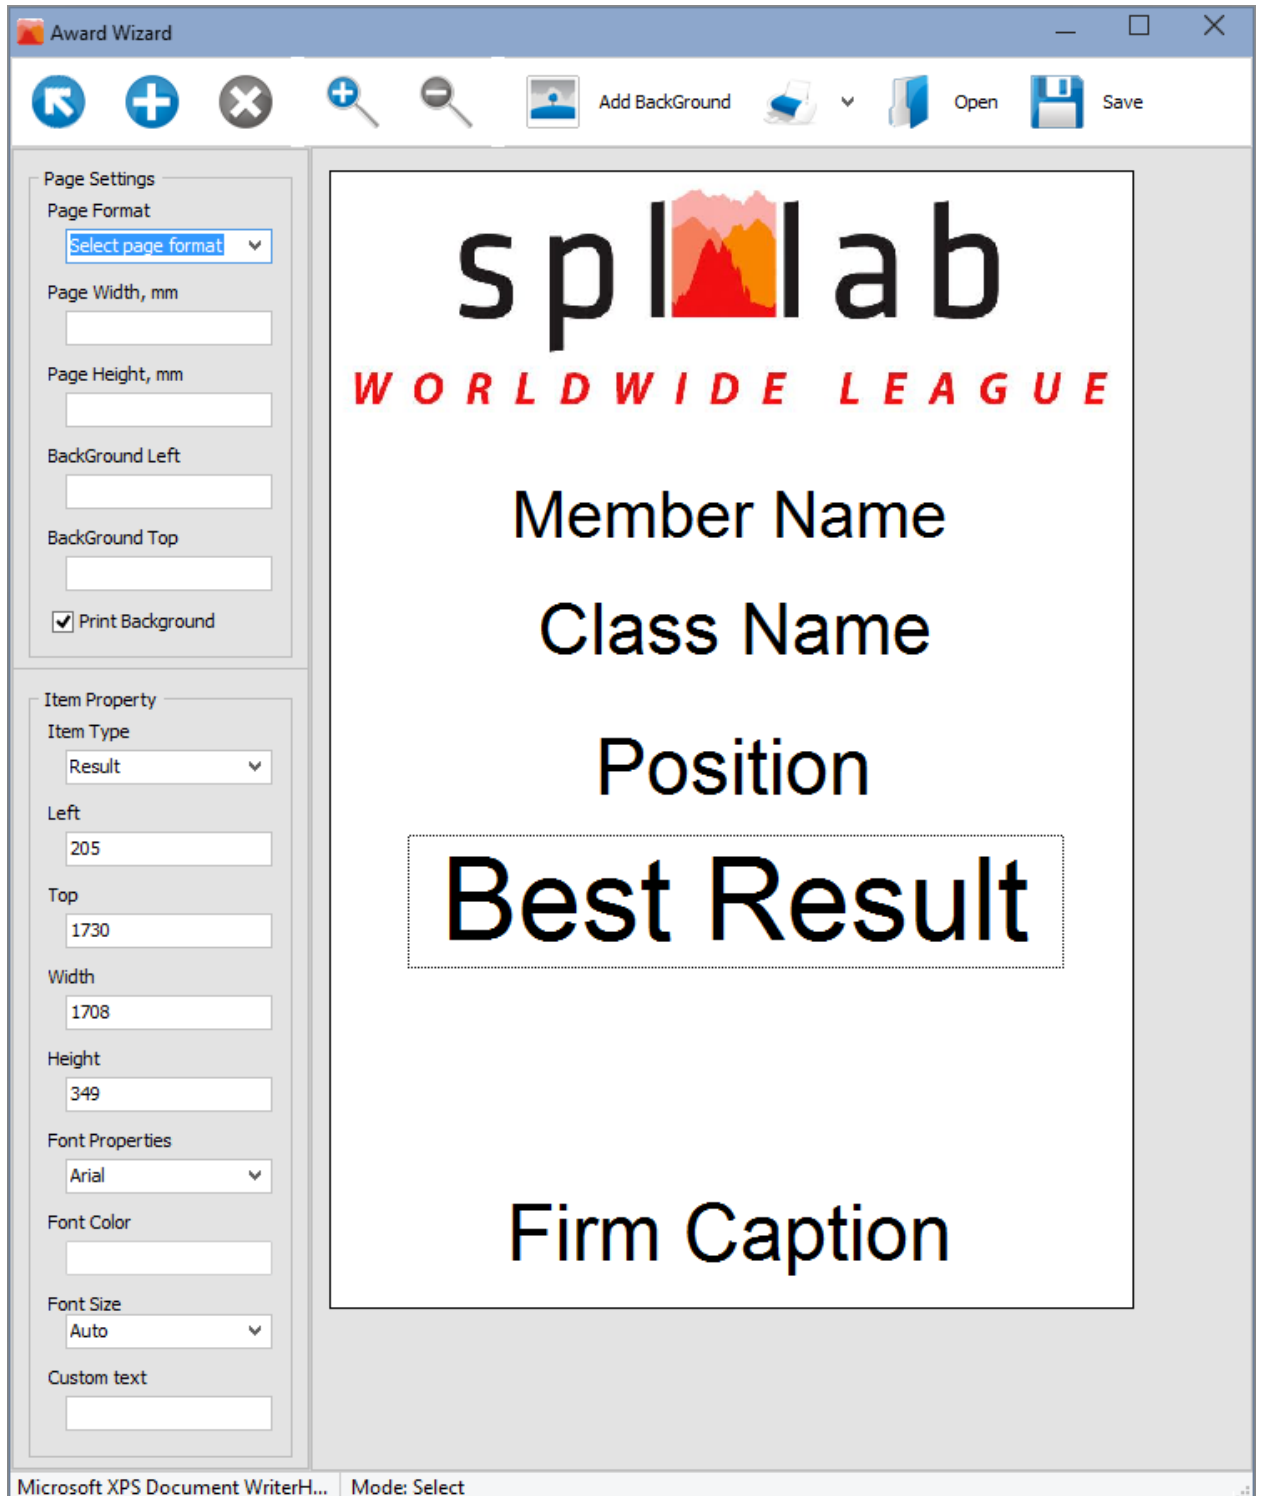 Award Wizard
Add BackGround
Open
Save
Page Settings
Page Format
Select page format
Page Width, mm
Page Height, mm
BackGround Left
BackGround Top
Print Background
Item Property
Item Type
Result
Left
205
Top
1730
Width
1708
Height
349
Font Properties
Arial
Font Color
Font Size
Auto
Custom text
spl lab
WORLDWIDE LEAGUE
Member Name
Class Name
Position
Best Result
Firm Caption
Microsoft XPS Document WriterH...
Mode: Select